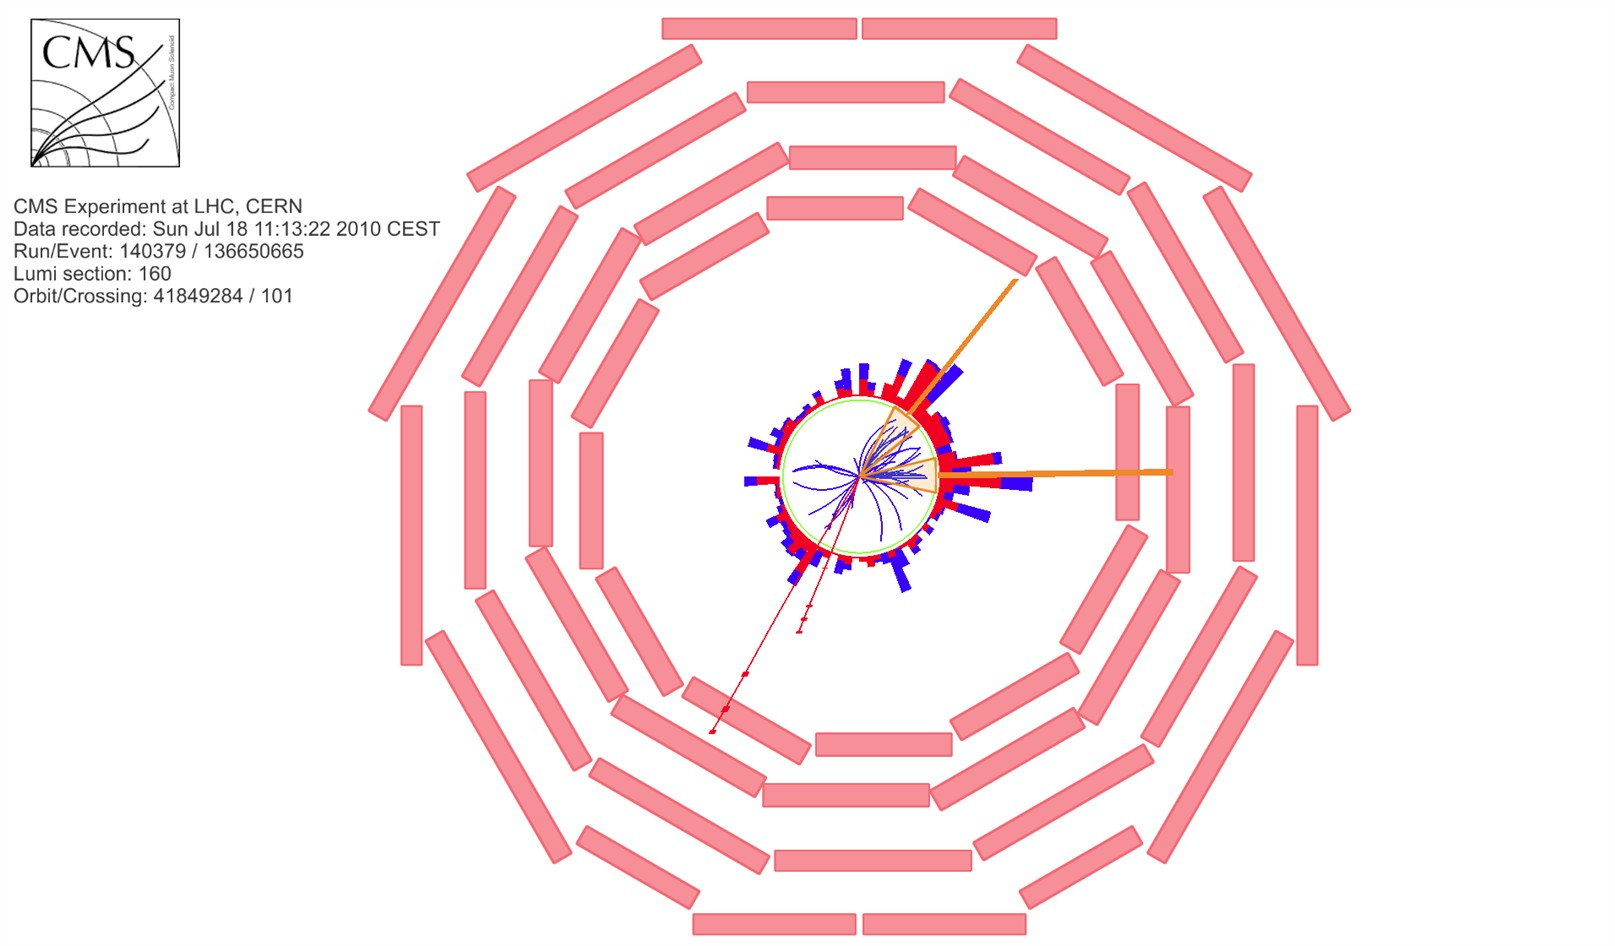 CMS
Compact Muon Solenoid
CMS Experiment at LHC, CERN
Data recorded: Sun Jul 18 11:13:22 2010 CEST
Run/Event: 140379 / 136650665
Lumi section: 160
Orbit/Crossing: 41849284 / 101